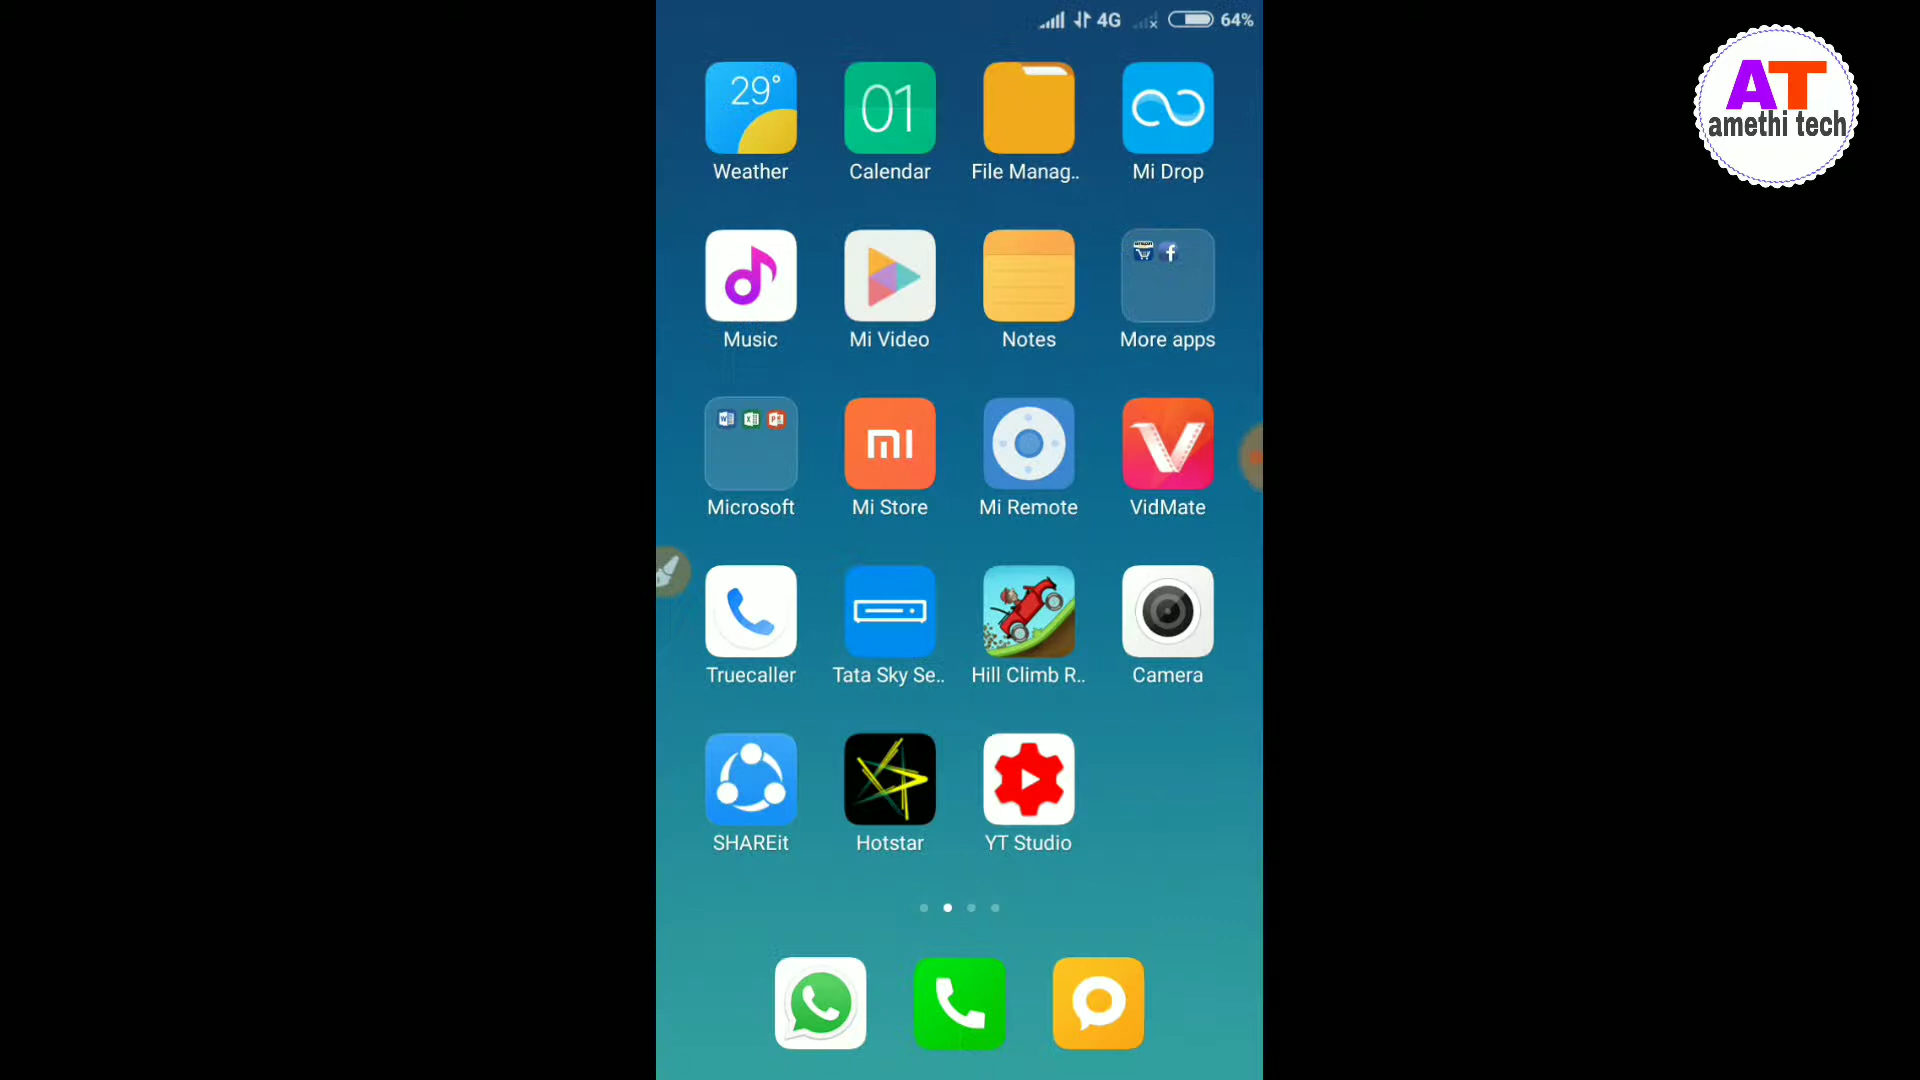 4G 64%
AT
amethi tech
29°
01
Weather Calendar File Manag.. Mi Drop
Music Mi Video Notes More apps
Microsoft Mi Store Mi Remote VidMate
Truecaller Tata Sky Se.. Hill Climb R.. Camera
SHAREit Hotstar YT Studio